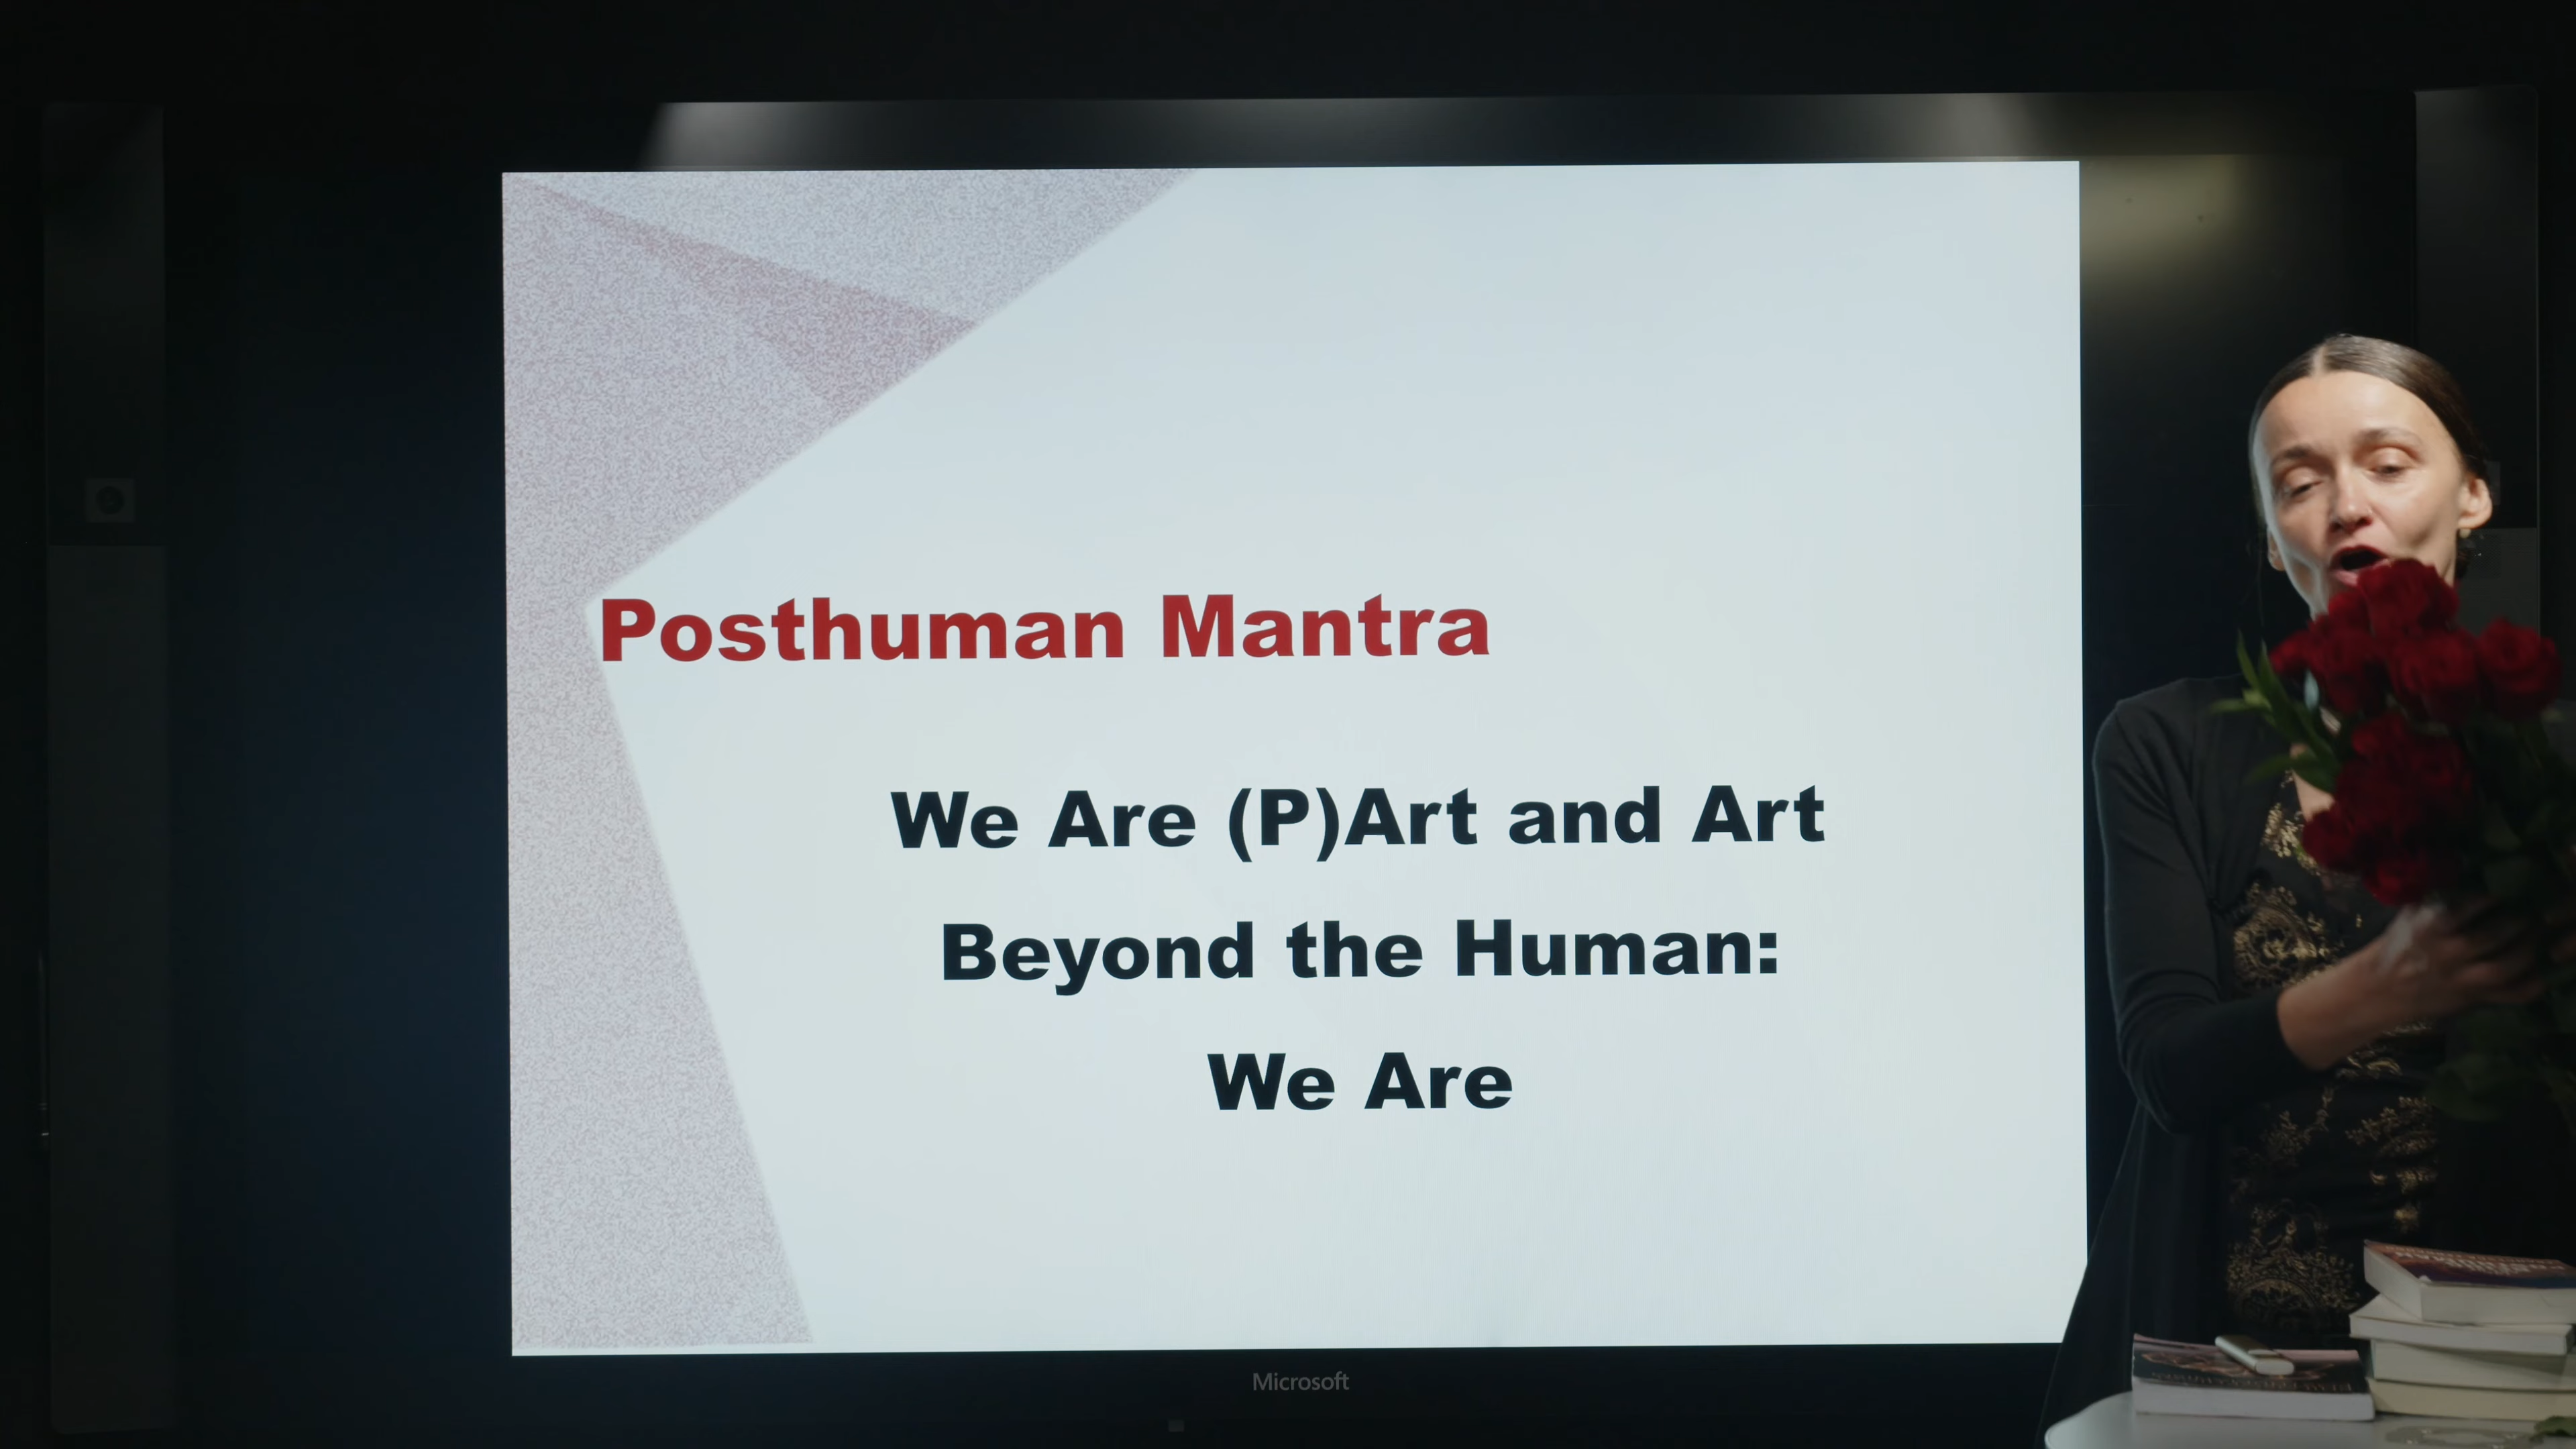 Posthuman Mantra
We Are (P)Art and Art
Beyond the Human:
We Are
Microsoft